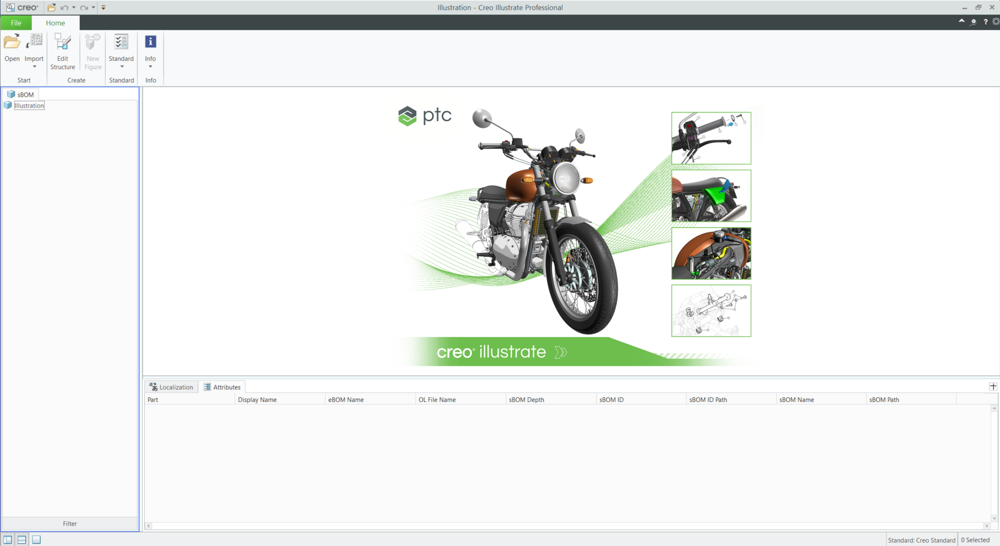 creo®
Illustration - Creo Illustrate Professional
File
Home
?
Open
Import
Edit
Structure
New
Figure
Standard
Info
Start
Create
Standard
Info
sBOM
Illustration
ptc
creo® illustrate
Localization
Attributes
Part
Display Name
eBOM Name
OL File Name
sBOM Depth
sBOM ID
sBOM ID Path
sBOM Name
sBOM Path
Filter
Standard: Creo Standard
0 Selected